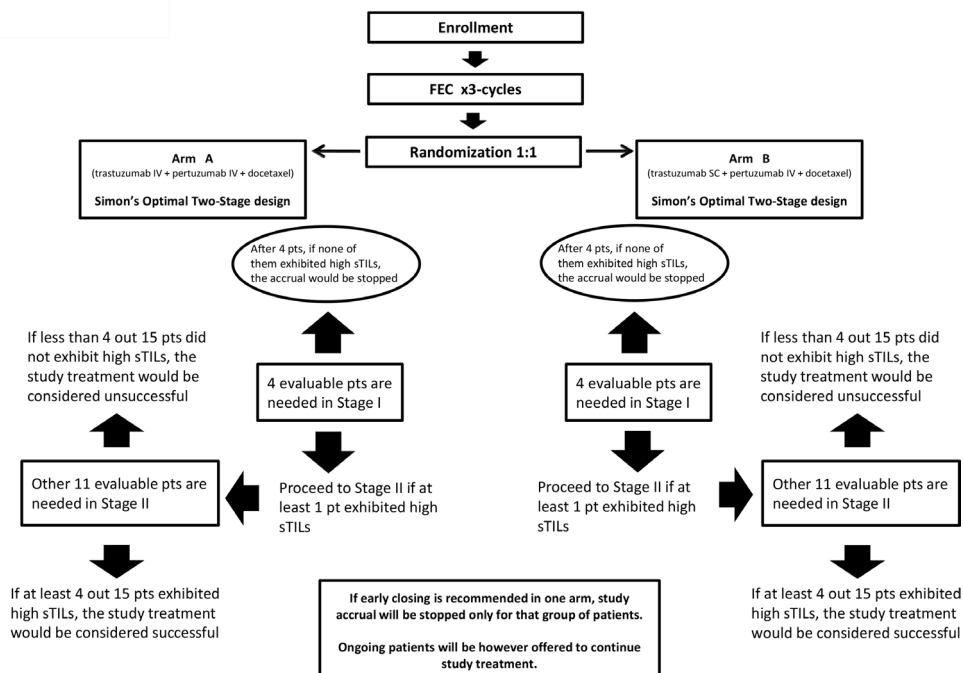 Enrollment
FEC x3-cycles
Randomization 1:1
Arm A
(trastuzumab IV + pertuzumab IV + docetaxel)
Simon's Optimal Two-Stage design
Arm B
(trastuzumab SC + pertuzumab IV + docetaxel)
Simon's Optimal Two-Stage design
After 4 pts, if none of
them exhibited high sTILs,
the accrual would be stopped
After 4 pts, if none of
them exhibited high sTILs,
the accrual would be stopped
If less than 4 out 15 pts did
not exhibit high sTILs, the
study treatment would be
considered unsuccessful
4 evaluable pts are
needed in Stage I
4 evaluable pts are
needed in Stage I
If less than 4 out 15 pts did
not exhibit high sTILs, the
study treatment would be
considered unsuccessful
Other 11 evaluable pts are
needed in Stage II
Proceed to Stage II if at
least 1 pt exhibited high
sTILs
Proceed to Stage II if at
least 1 pt exhibited high
sTILs
Other 11 evaluable pts are
needed in Stage II
If at least 4 out 15 pts exhibited
high sTILs, the study treatment
would be considered successful
If early closing is recommended in one arm, study
accrual will be stopped only for that group of patients.
Ongoing patients will be however offered to continue
study treatment.
If at least 4 out 15 pts exhibited
high sTILs, the study treatment
would be considered successful